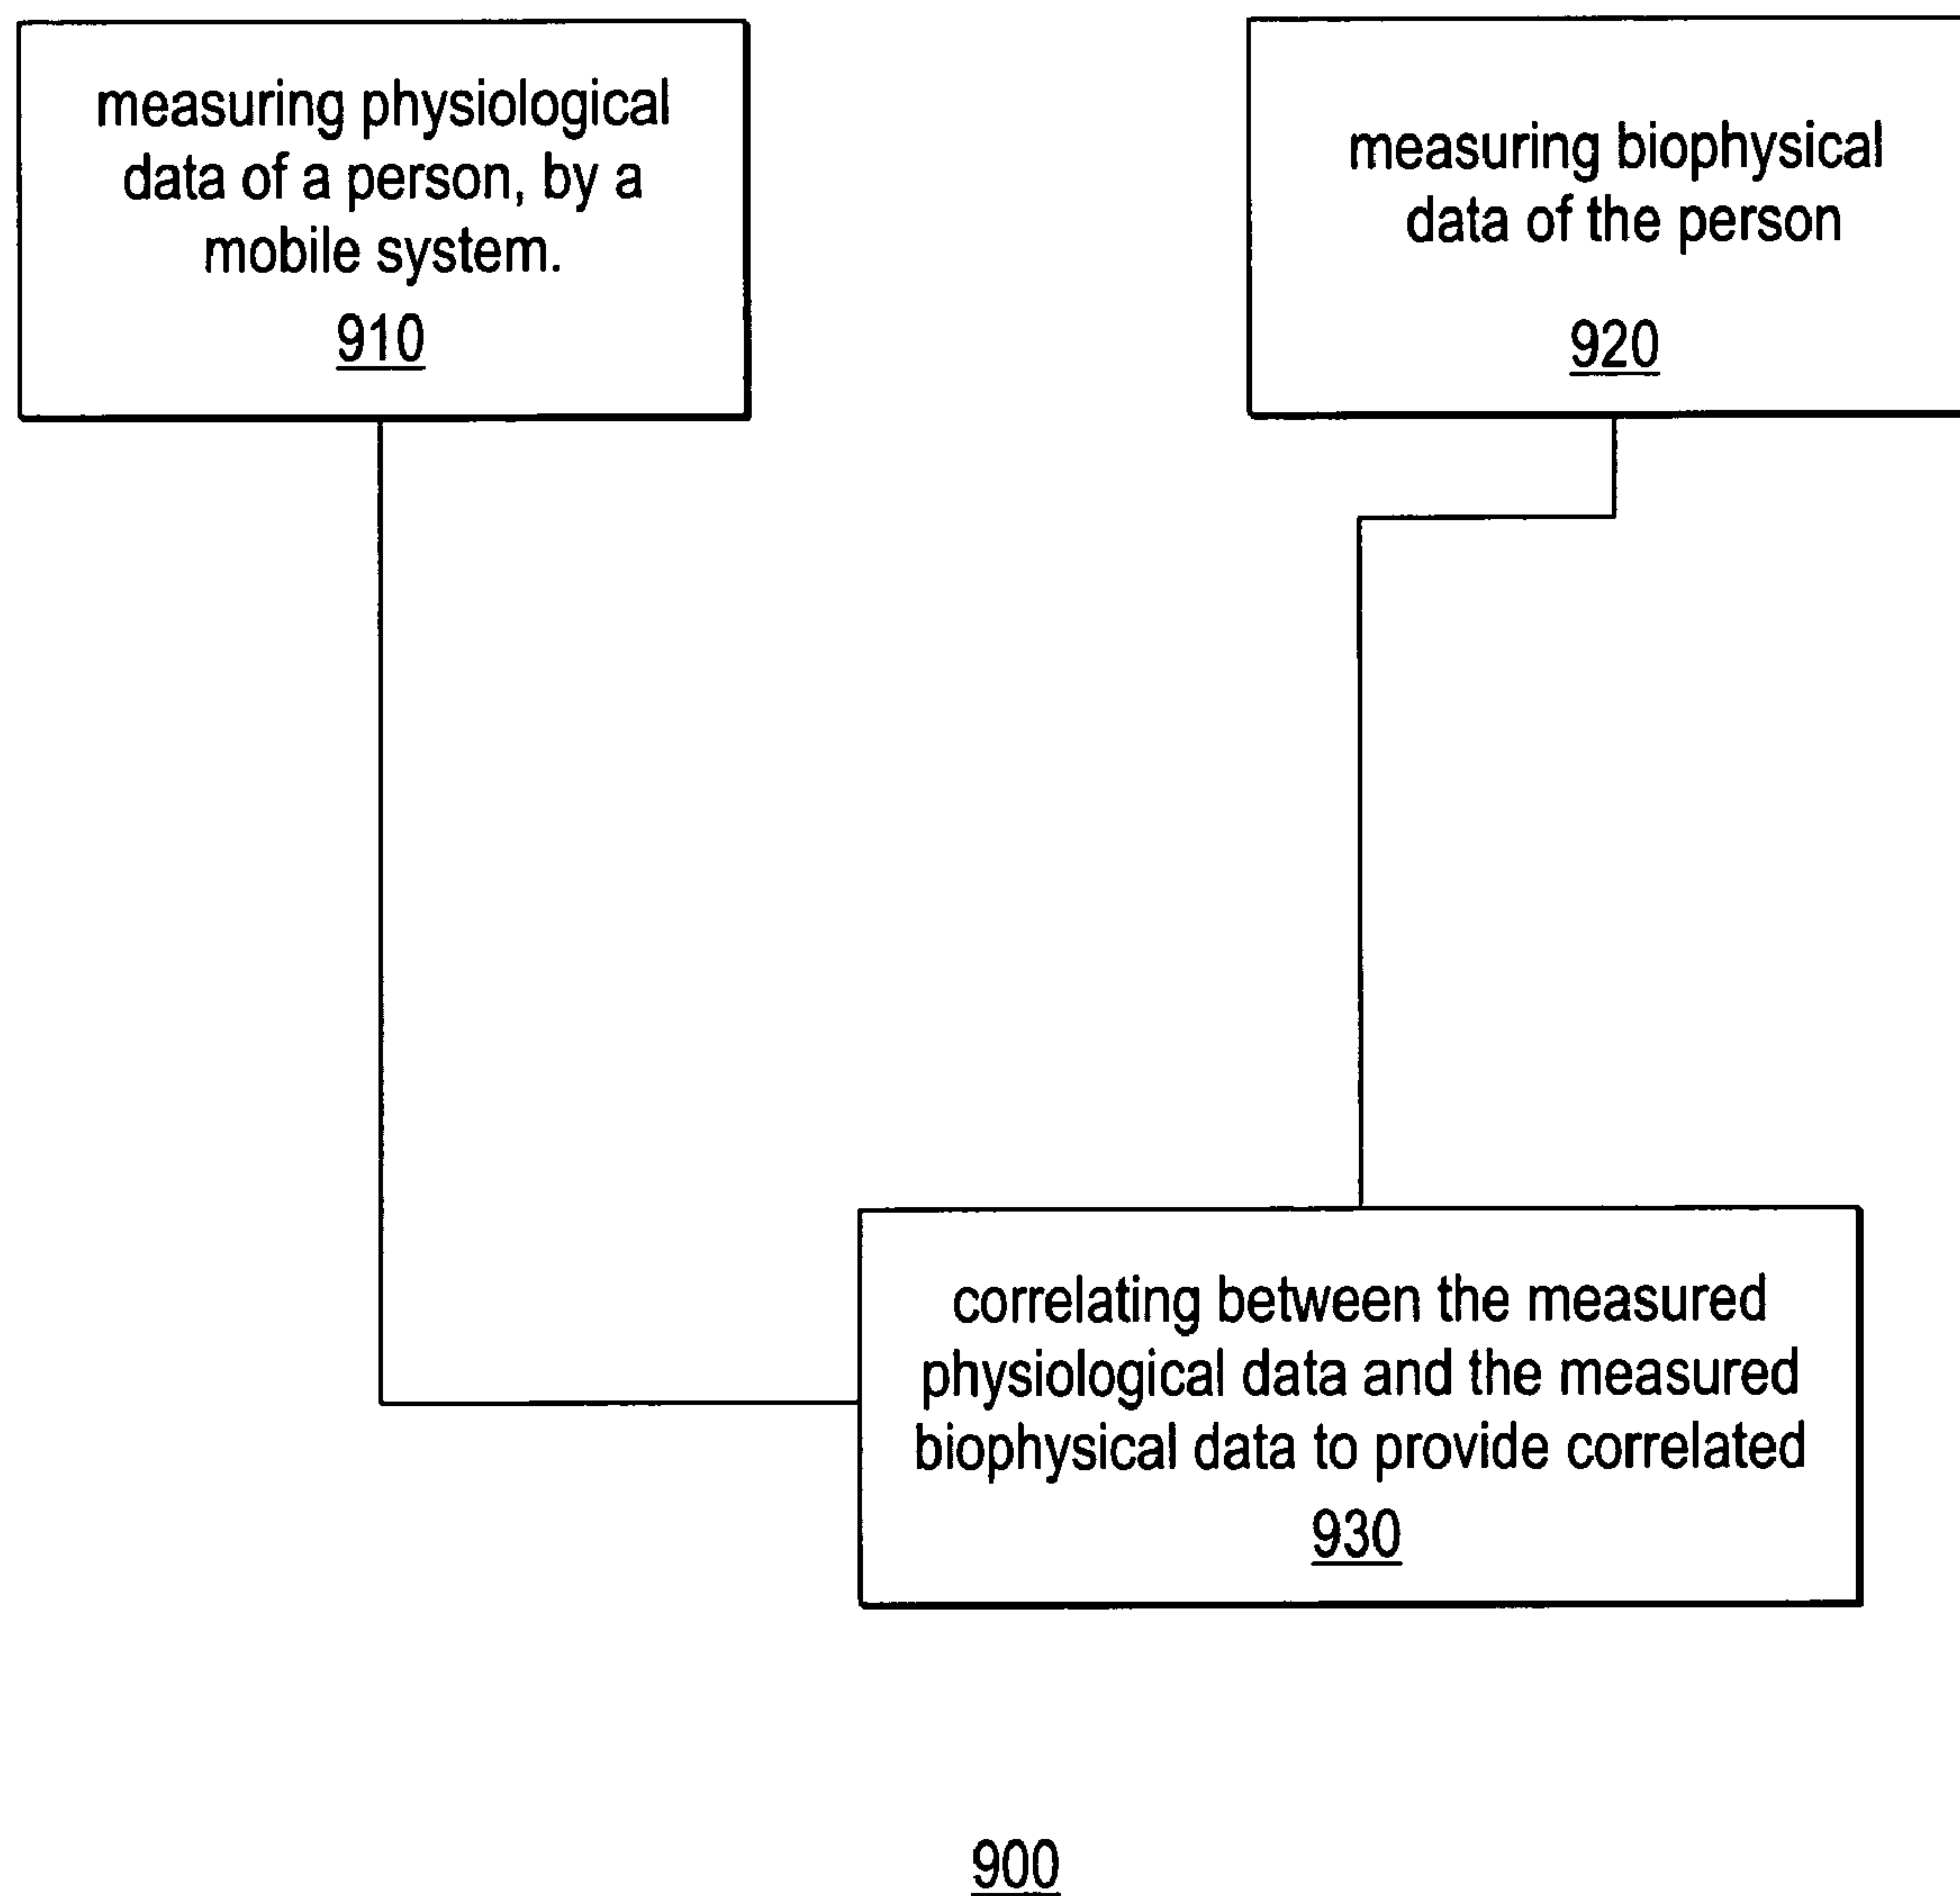 measuring physiological
data of a person, by a
mobile system.
910
measuring biophysical
data of the person
920
correlating between the measured
physiological data and the measured
biophysical data to provide correlated
930
900